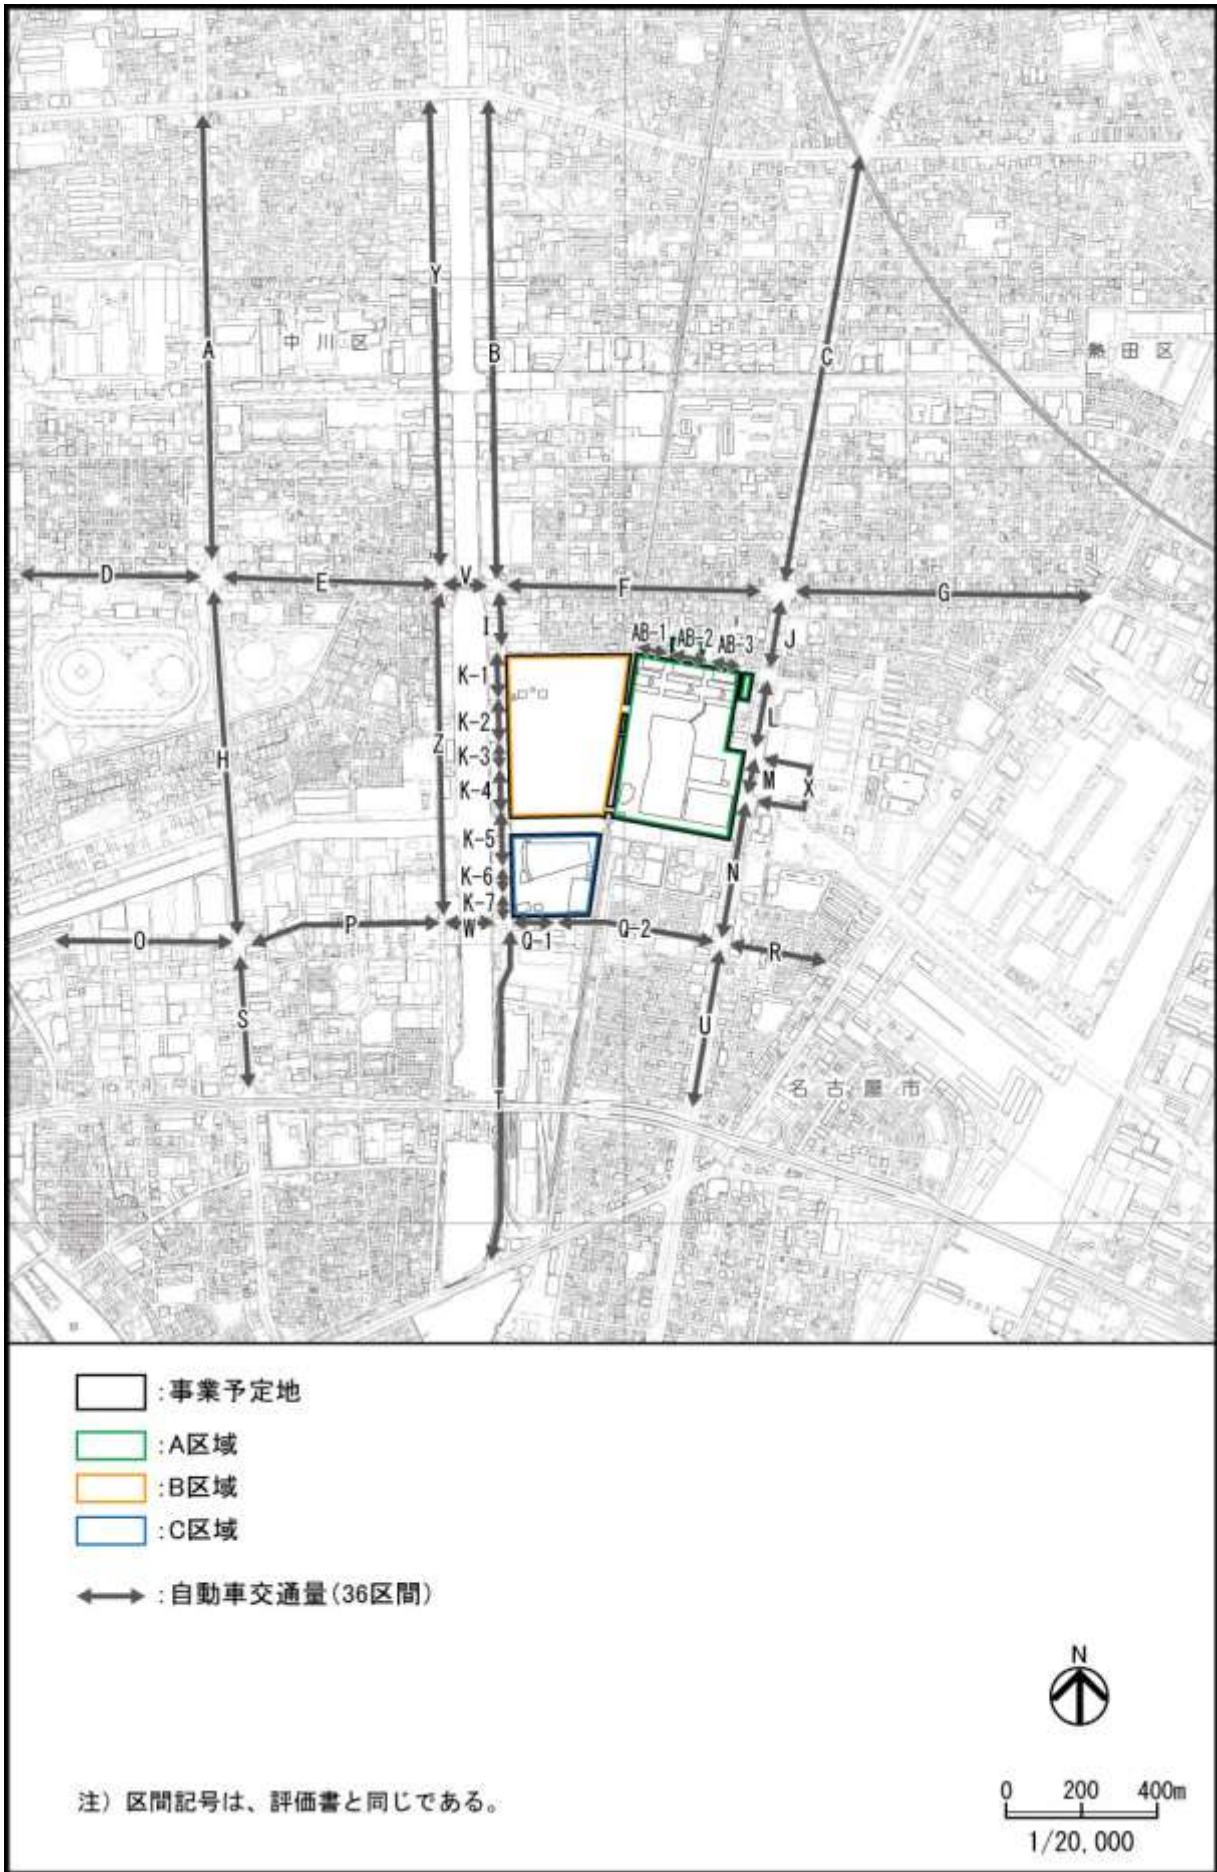 Y
中川区
A
B
C
熱田区
D
E
V
F
G
I
J
AB-1
AB-2
AB-3
K-1
L
K-2
H
Z
K-3
M
X
K-4
K-5
N
K-6
K-7
O
P
W
Q-1
Q-2
R
S
U
名古屋市
T
:事業予定地
:A区域
:B区域
:C区域
:自動車交通量(36区間)
N
注) 区間記号は、評価書と同じである。
0 200 400m
1/20,000